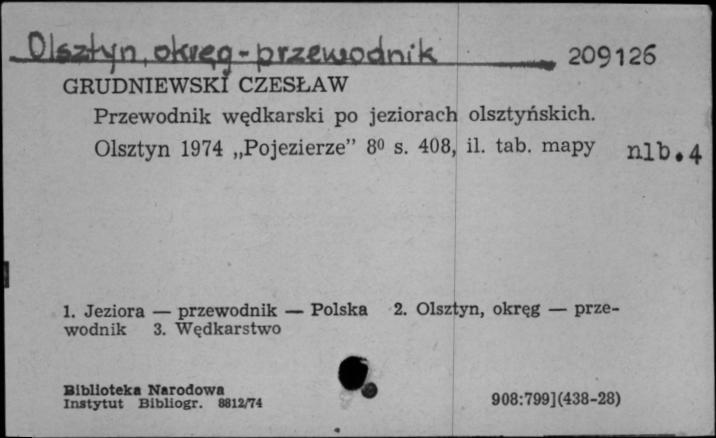 Olsztyn, okręg - przewodnik 209126
GRUDNIEWSKI CZESŁAW
Przewodnik wędkarski po jeziorach olsztyńskich.
Olsztyn 1974 „Pojezierze” 8⁰ s. 408, il. tab. mapy nlb.4
1. Jeziora — przewodnik — Polska 2. Olsztyn, okręg — prze-
wodnik 3. Wędkarstwo
Biblioteka Narodowa
Instytut Bibliogr. 8812/74 908:799](438-28)